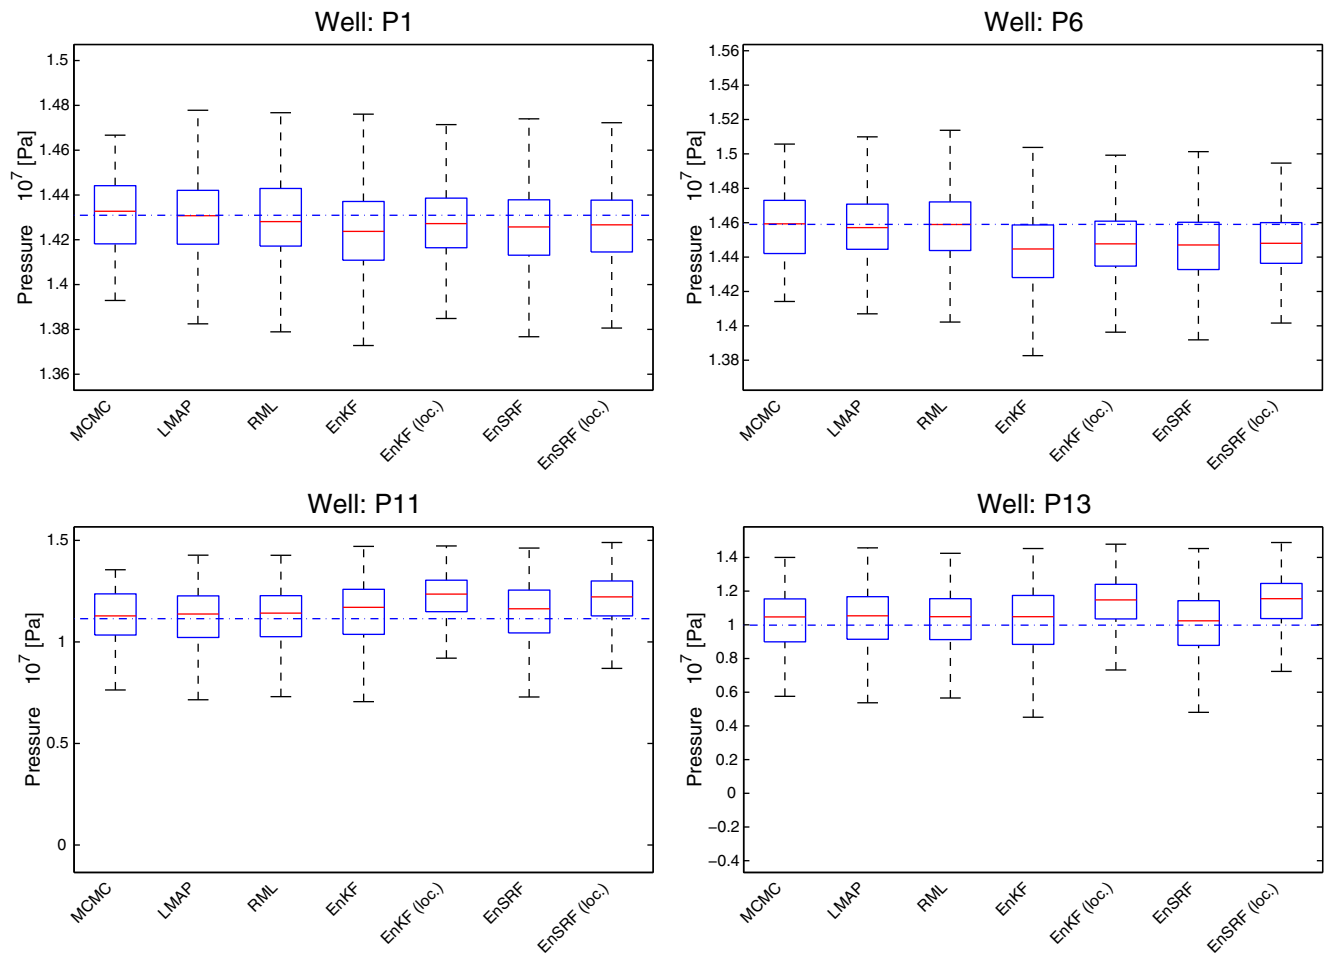 Well: P1
1.5
1.48
1.46
1.44
1.42
1.4
1.38
1.36
Pressure 10^7 [Pa]
MCMC
LMAP
RML
EnKF
EnKF (loc.)
EnSRF
EnSRF (loc.)
Well: P6
1.56
1.54
1.52
1.5
1.48
1.46
1.44
1.42
1.4
1.38
Pressure 10^7 [Pa]
MCMC
LMAP
RML
EnKF
EnKF (loc.)
EnSRF
EnSRF (loc.)
Well: P11
1.5
1
0.5
0
Pressure 10^7 [Pa]
MCMC
LMAP
RML
EnKF
EnKF (loc.)
EnSRF
EnSRF (loc.)
Well: P13
1.4
1.2
1
0.8
0.6
0.4
0.2
0
−0.2
−0.4
Pressure 10^7 [Pa]
MCMC
LMAP
RML
EnKF
EnKF (loc.)
EnSRF
EnSRF (loc.)